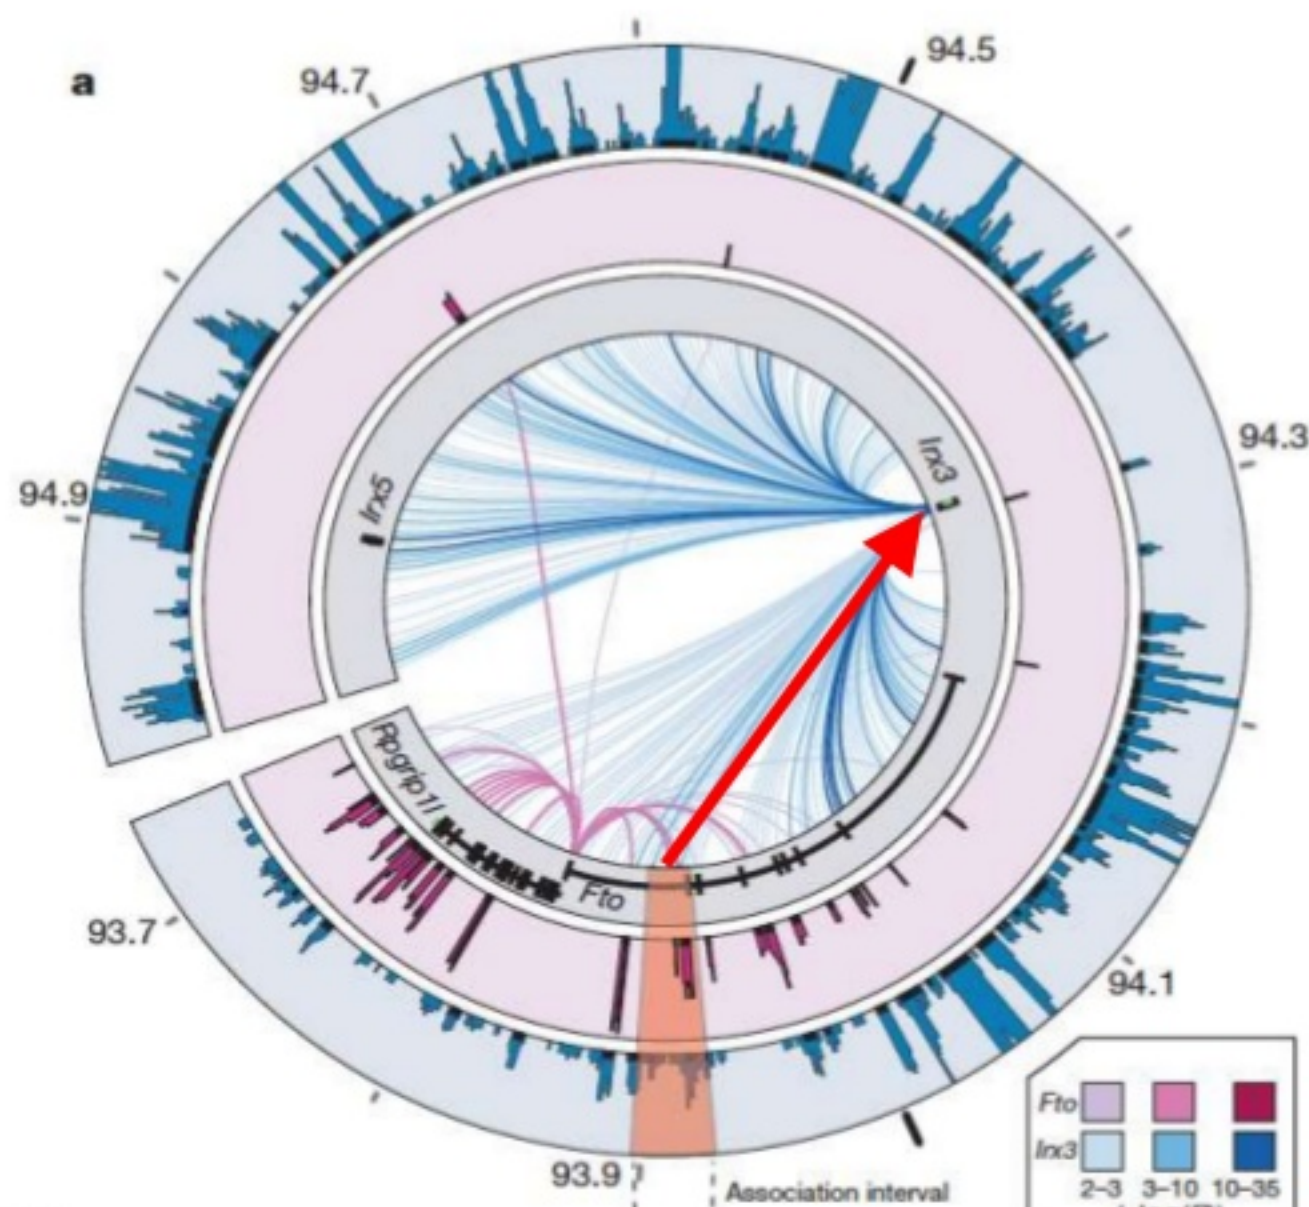 a
94.5
94.7
94.3
94.9
Irx3
Irx5
Rpgrip1l
Fto
93.7
94.1
93.9
Association interval
Fto
Irx3
2–3 3–10 10–35